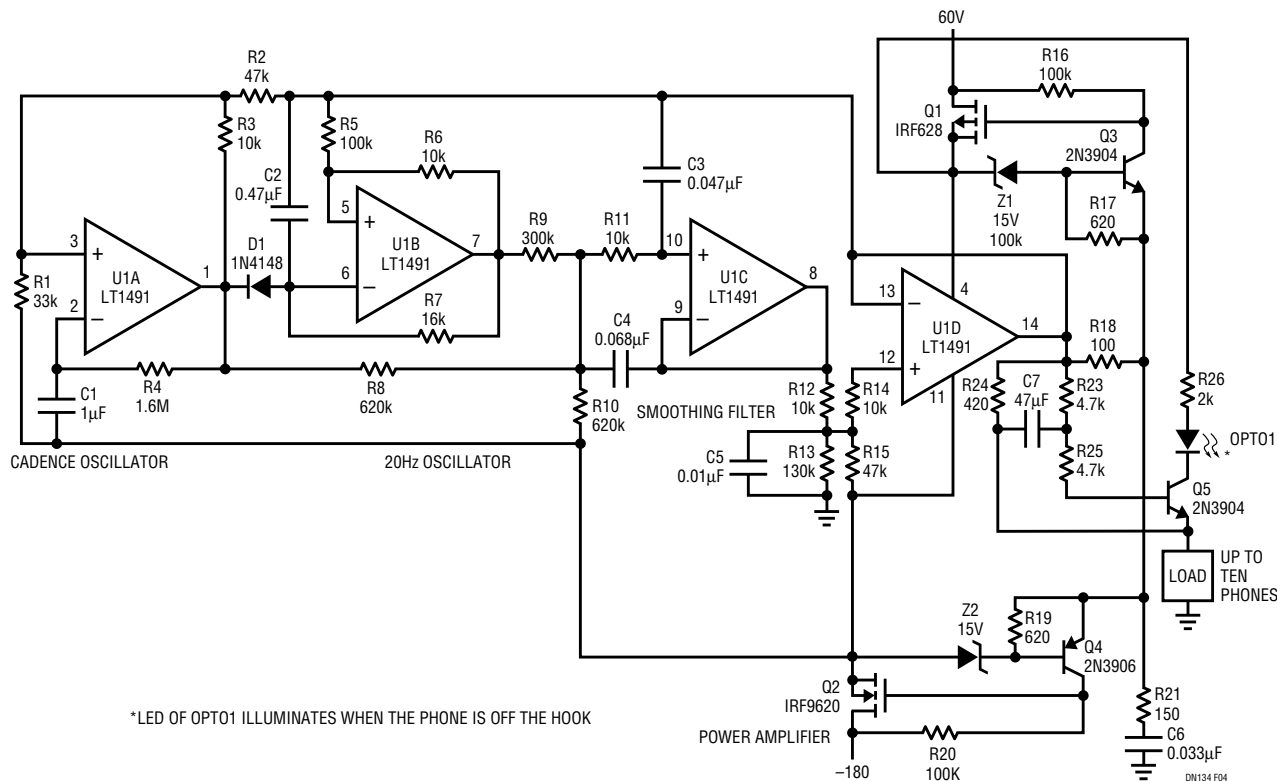 60V
R2
47k
R16
100k
R3
10k
R5
100k
R6
10k
Q1
IRF628
Q3
2N3904
C2
0.47µF
C3
0.047µF
Z1
15V
100k
R17
620
3
+
U1A
LT1491
1
2
–
R1
33k
D1
1N4148
5
+
U1B
LT1491
7
6
–
R9
300k
R11
10k
10
+
U1C
LT1491
8
9
–
R7
16k
C4
0.068µF
4
13
–
U1D
LT1491
14
12
+
11
R18
100
R24
420
C7
47µF
R23
4.7k
R26
2k
C1
1µF
R4
1.6M
R8
620k
R10
620k
SMOOTHING FILTER
R12
10k
R14
10k
R25
4.7k
OPTO1
*
CADENCE OSCILLATOR
20Hz OSCILLATOR
C5
0.01µF
R13
130k
R15
47k
Q5
2N3904
LOAD
UP TO
TEN
PHONES
Z2
15V
R19
620
Q4
2N3906
Q2
IRF9620
R21
150
*LED OF OPTO1 ILLUMINATES WHEN THE PHONE IS OFF THE HOOK
POWER AMPLIFIER
–180
R20
100K
C6
0.033µF
DN134 F04